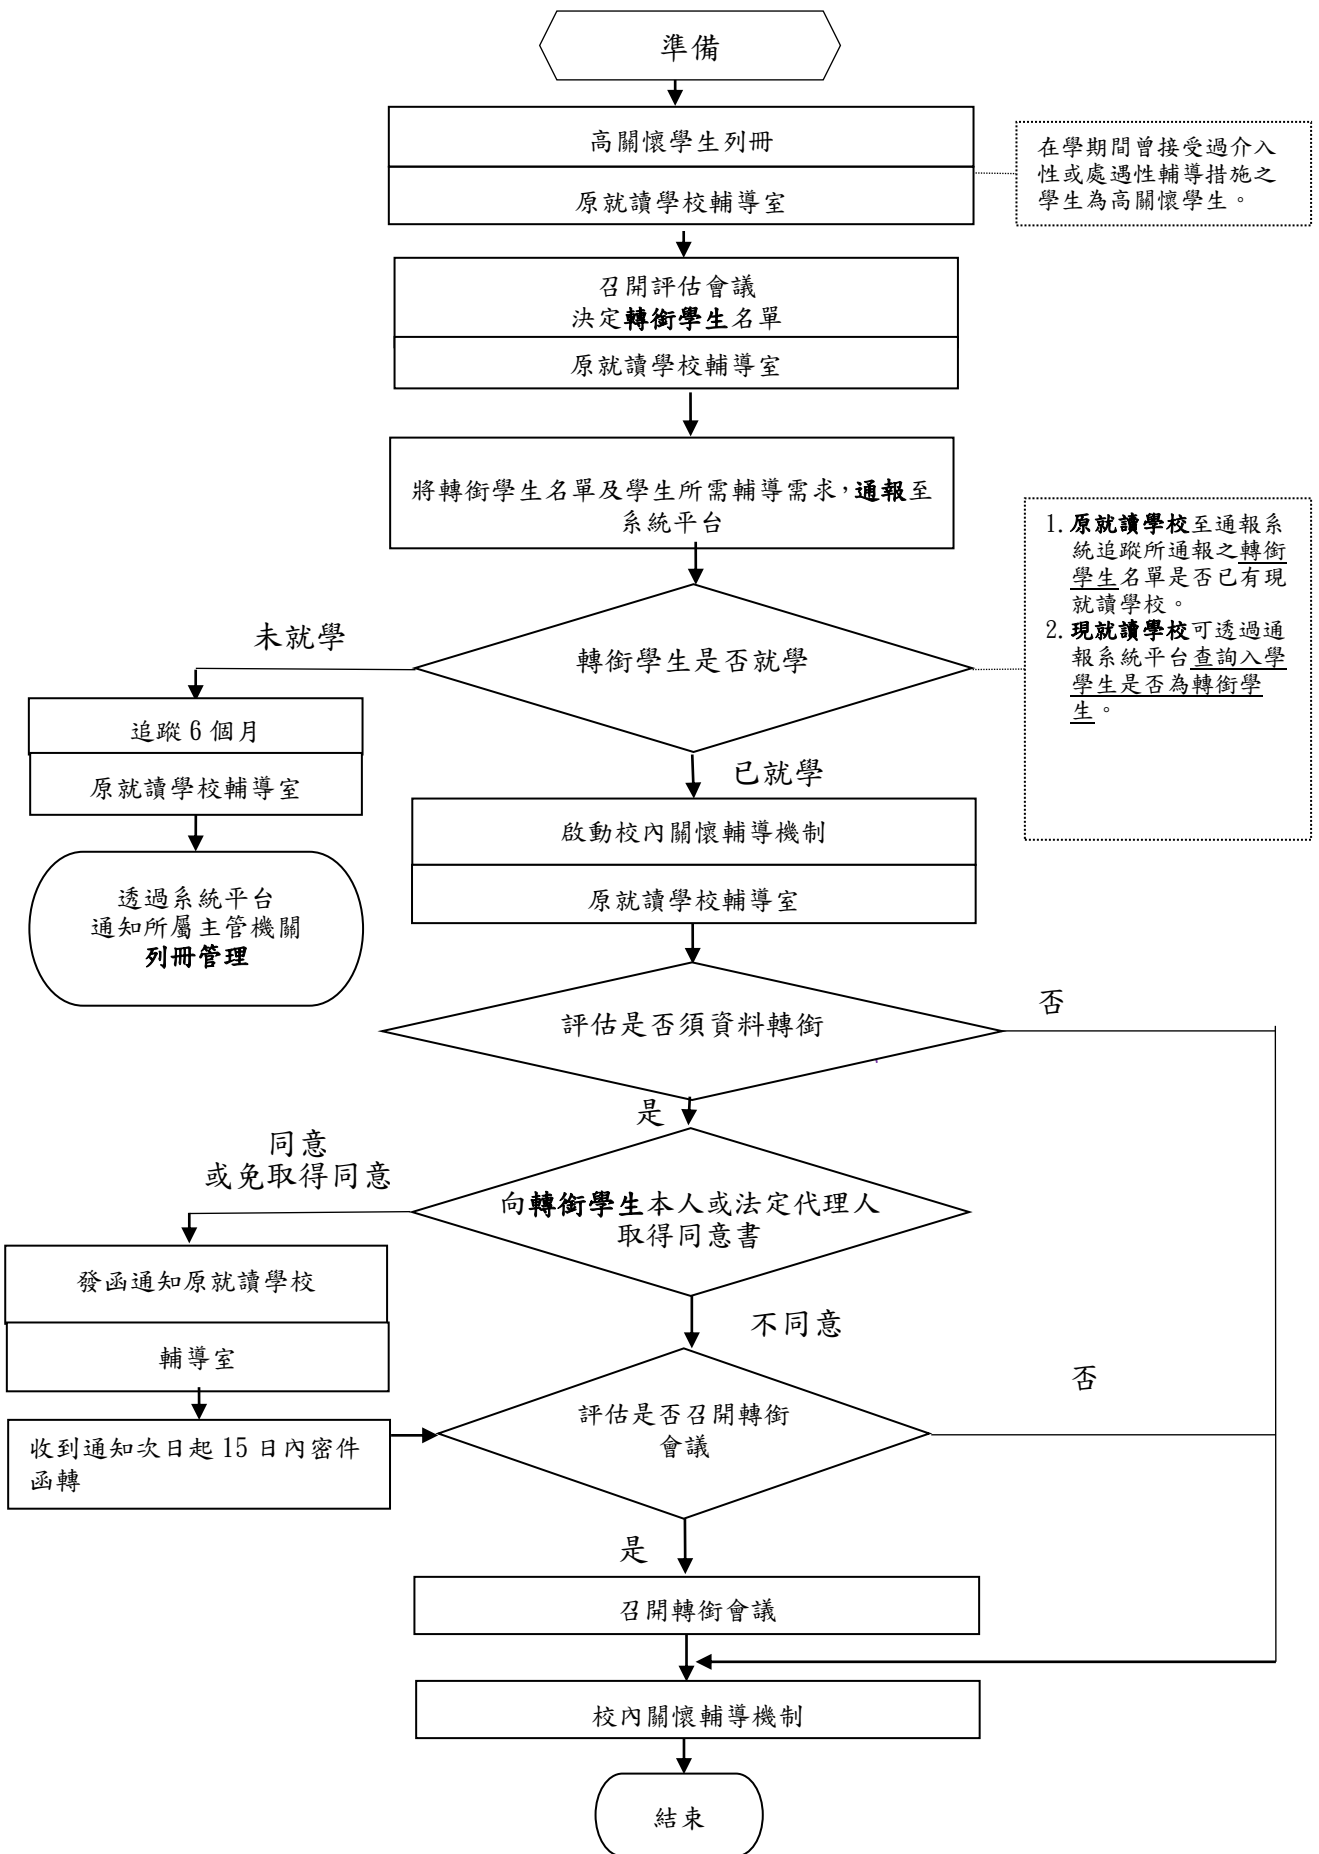 準備
高關懷學生列冊
原就讀學校輔導室
在學期間曾接受過介入
性或處遇性輔導措施之
學生為高關懷學生。
召開評估會議
決定轉銜學生名單
原就讀學校輔導室
將轉銜學生名單及學生所需輔導需求，通報至
系統平台
1. 原就讀學校至通報系
統追蹤所通報之轉銜
學生名單是否已有現
就讀學校。
2. 現就讀學校可透過通
報系統平台查詢入學
學生是否為轉銜學
生。
轉銜學生是否就學
未就學
追蹤 6 個月
原就讀學校輔導室
透過系統平台
通知所屬主管機關
列冊管理
已就學
啟動校內關懷輔導機制
原就讀學校輔導室
評估是否須資料轉銜
否
是
同意
或免取得同意
向轉銜學生本人或法定代理人
取得同意書
發函通知原就讀學校
輔導室
收到通知次日起 15 日內密件
函轉
不同意
評估是否召開轉銜
會議
否
是
召開轉銜會議
校內關懷輔導機制
結束